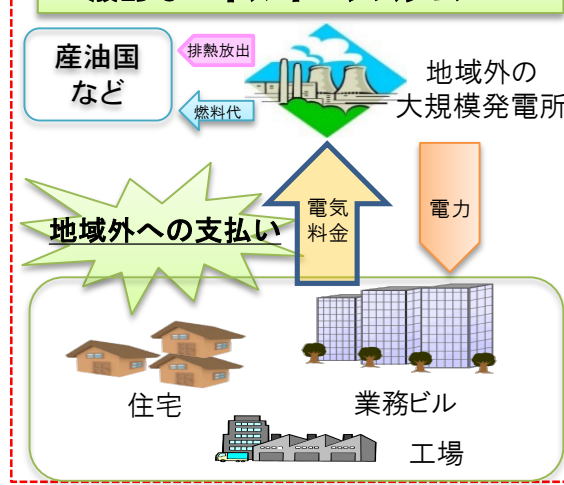 産油国
など
排熱放出
燃料代
地域外の
大規模発電所
地域外への支払い
電気
料金
電力
住宅
業務ビル
工場